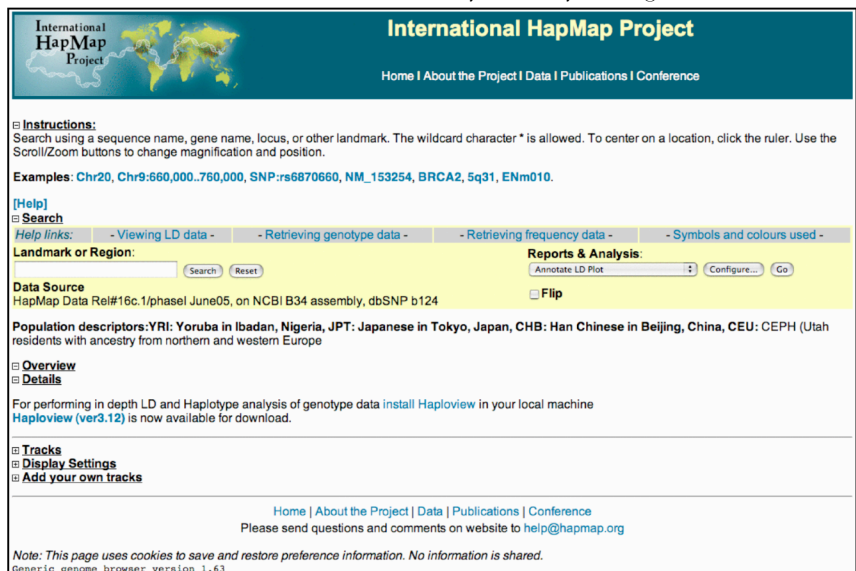 International
HapMap
Project
International HapMap Project
Home I About the Project I Data I Publications I Conference
Instructions:
Search using a sequence name, gene name, locus, or other landmark. The wildcard character * is allowed. To center on a location, click the ruler. Use the
Scroll/Zoom buttons to change magnification and position.
Examples: Chr20, Chr9:660,000..760,000, SNP:rs6870660, NM_153254, BRCA2, 5q31, ENm010.
[Help]
Search
Help links: - Viewing LD data - - Retrieving genotype data - - Retrieving frequency data - - Symbols and colours used -
Landmark or Region:
Search Reset
Reports & Analysis:
Annotate LD Plot Configure... Go
Data Source
HapMap Data Rel#16c.1/phaseI June05, on NCBI B34 assembly, dbSNP b124
Flip
Population descriptors:YRI: Yoruba in Ibadan, Nigeria, JPT: Japanese in Tokyo, Japan, CHB: Han Chinese in Beijing, China, CEU: CEPH (Utah
residents with ancestry from northern and western Europe
Overview
Details
For performing in depth LD and Haplotype analysis of genotype data install Haploview in your local machine
Haploview (ver3.12) is now available for download.
Tracks
Display Settings
Add your own tracks
Home | About the Project | Data | Publications | Conference
Please send questions and comments on website to help@hapmap.org
Note: This page uses cookies to save and restore preference information. No information is shared.
Generic genome browser version 1.63